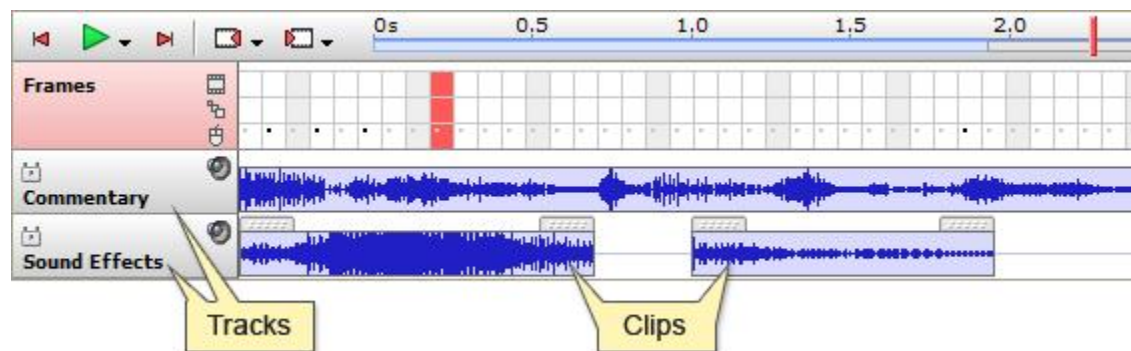 0s 0,5 1,0 1,5 2,0
Frames
Commentary
Sound Effects
Tracks Clips